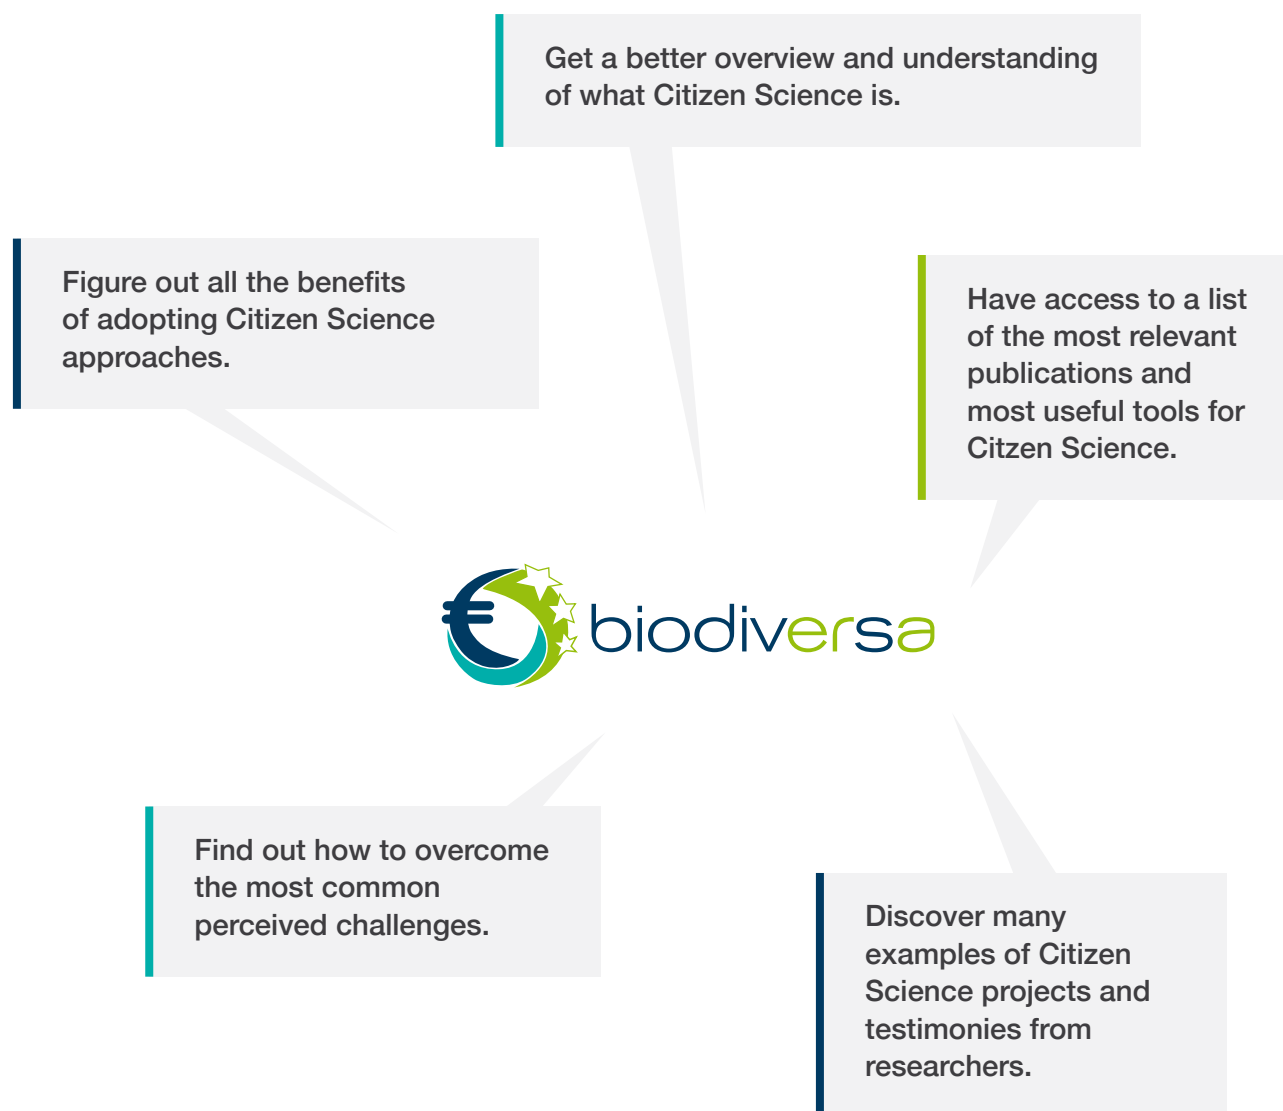 Get a better overview and understanding
of what Citizen Science is.
Figure out all the benefits
of adopting Citizen Science
approaches.
Have access to a list
of the most relevant
publications and
most useful tools for
Citzen Science.
biodiversa
Find out how to overcome
the most common
perceived challenges.
Discover many
examples of Citizen
Science projects and
testimonies from
researchers.